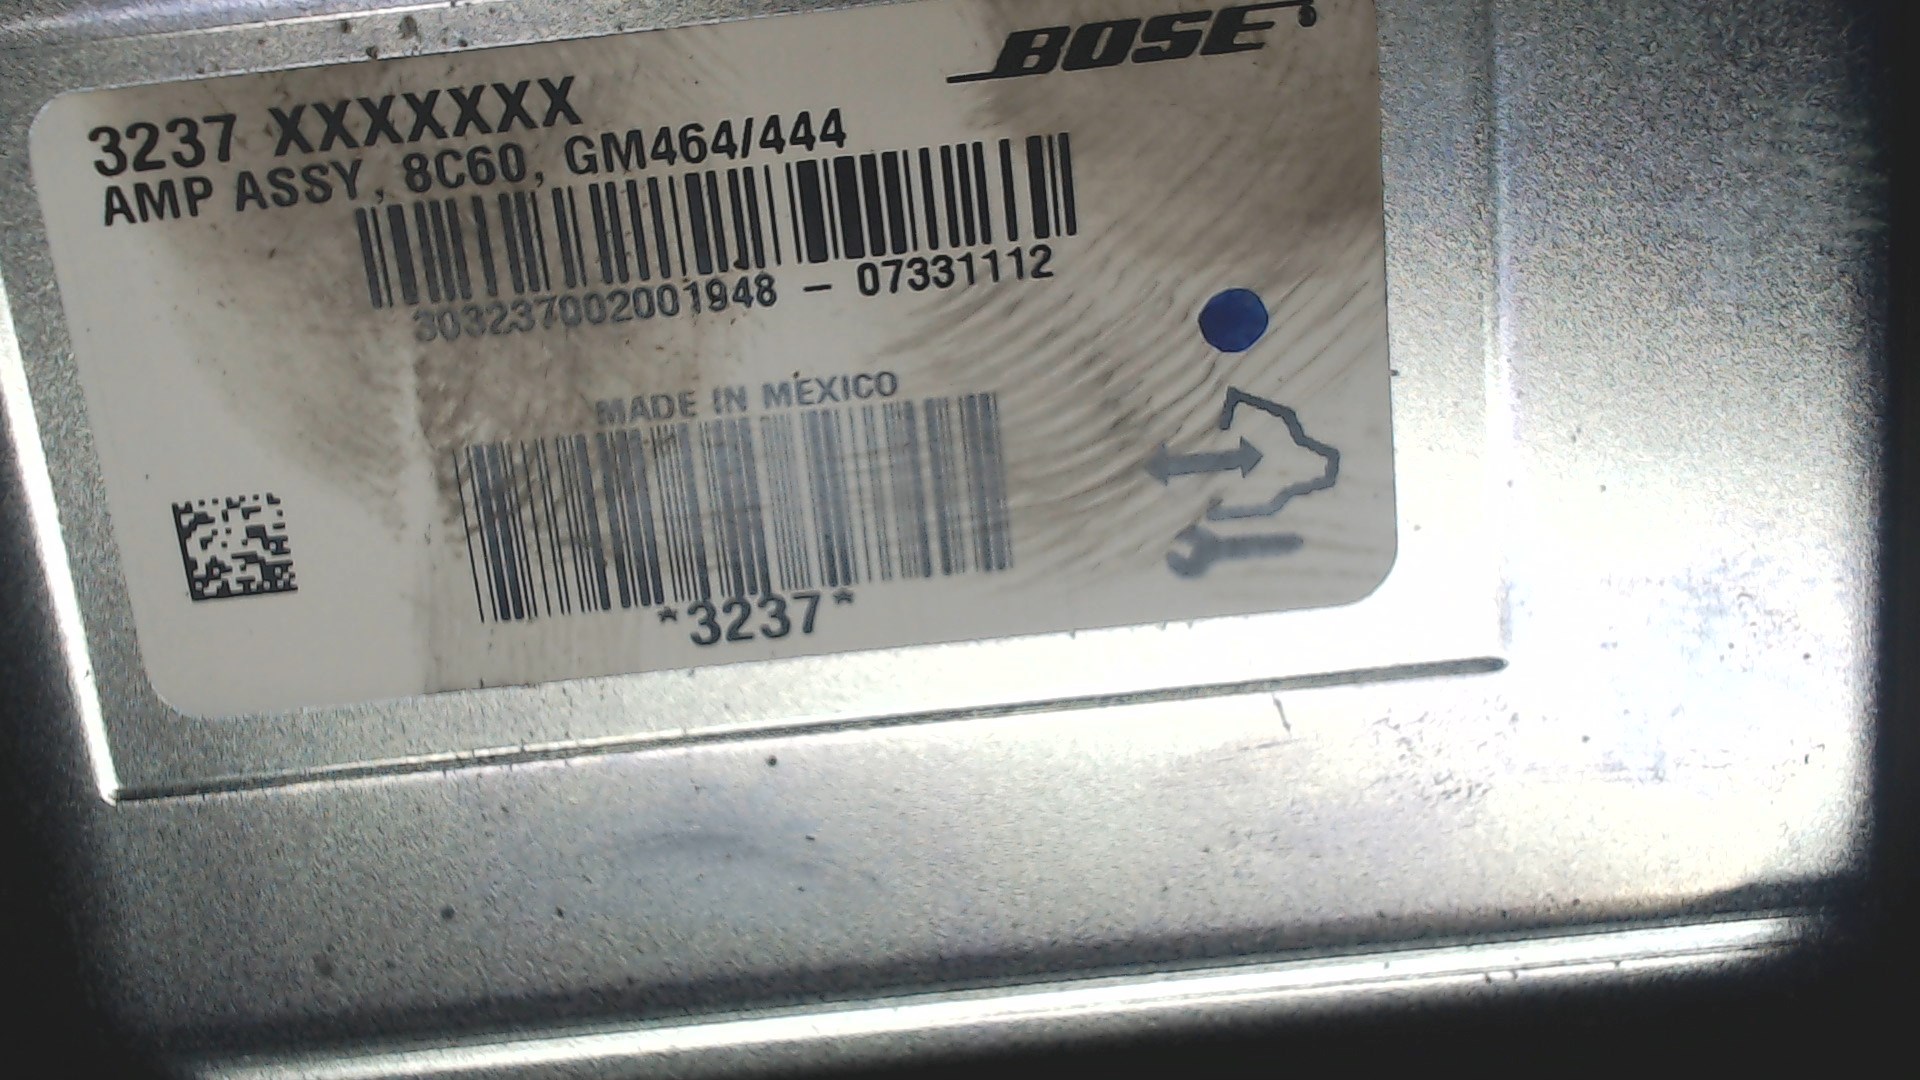 BOSE
3237 XXXXXXX
AMP ASSY, 8C60, GM464/444
303237002001948 – 07331112
MADE IN MEXICO
*3237*